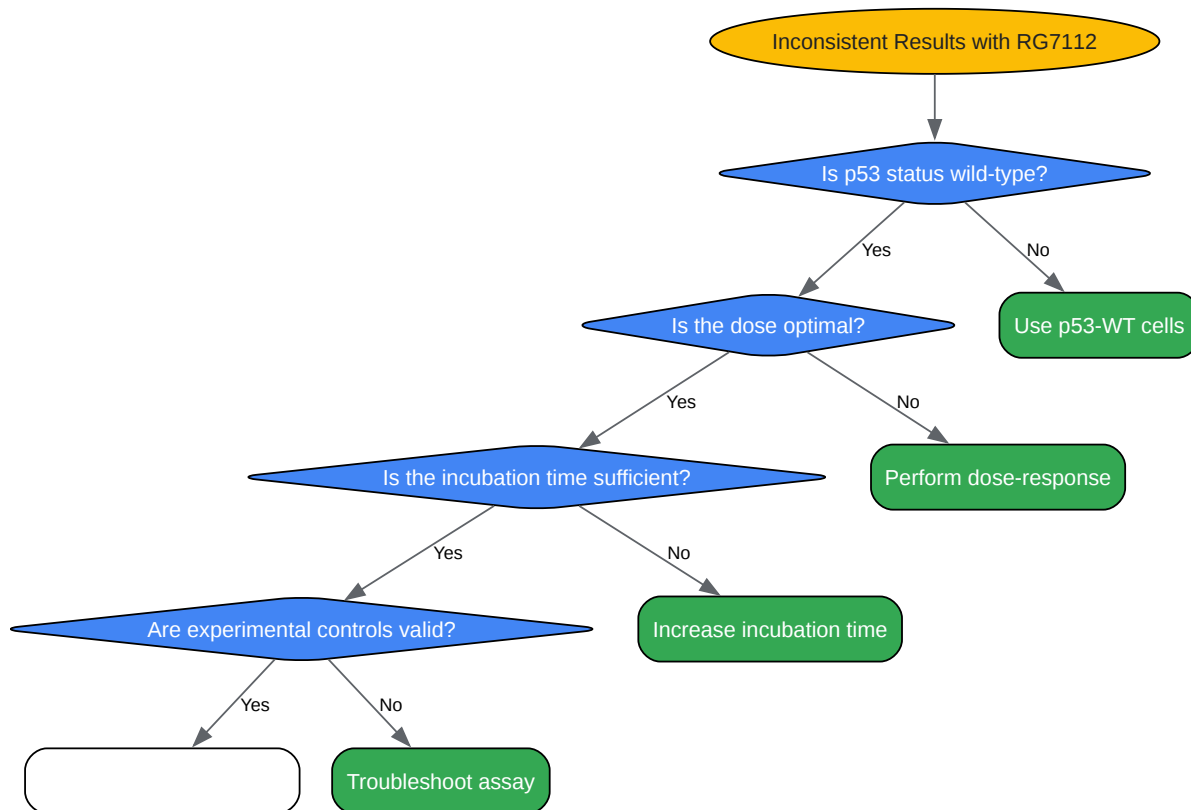 Inconsistent Results with RG7112
Is p53 status wild-type?
Yes
No
Is the dose optimal?
Use p53-WT cells
Yes
No
Is the incubation time sufficient?
Perform dose-response
Yes
No
Are experimental controls valid?
Increase incubation time
Yes
No
Troubleshoot assay